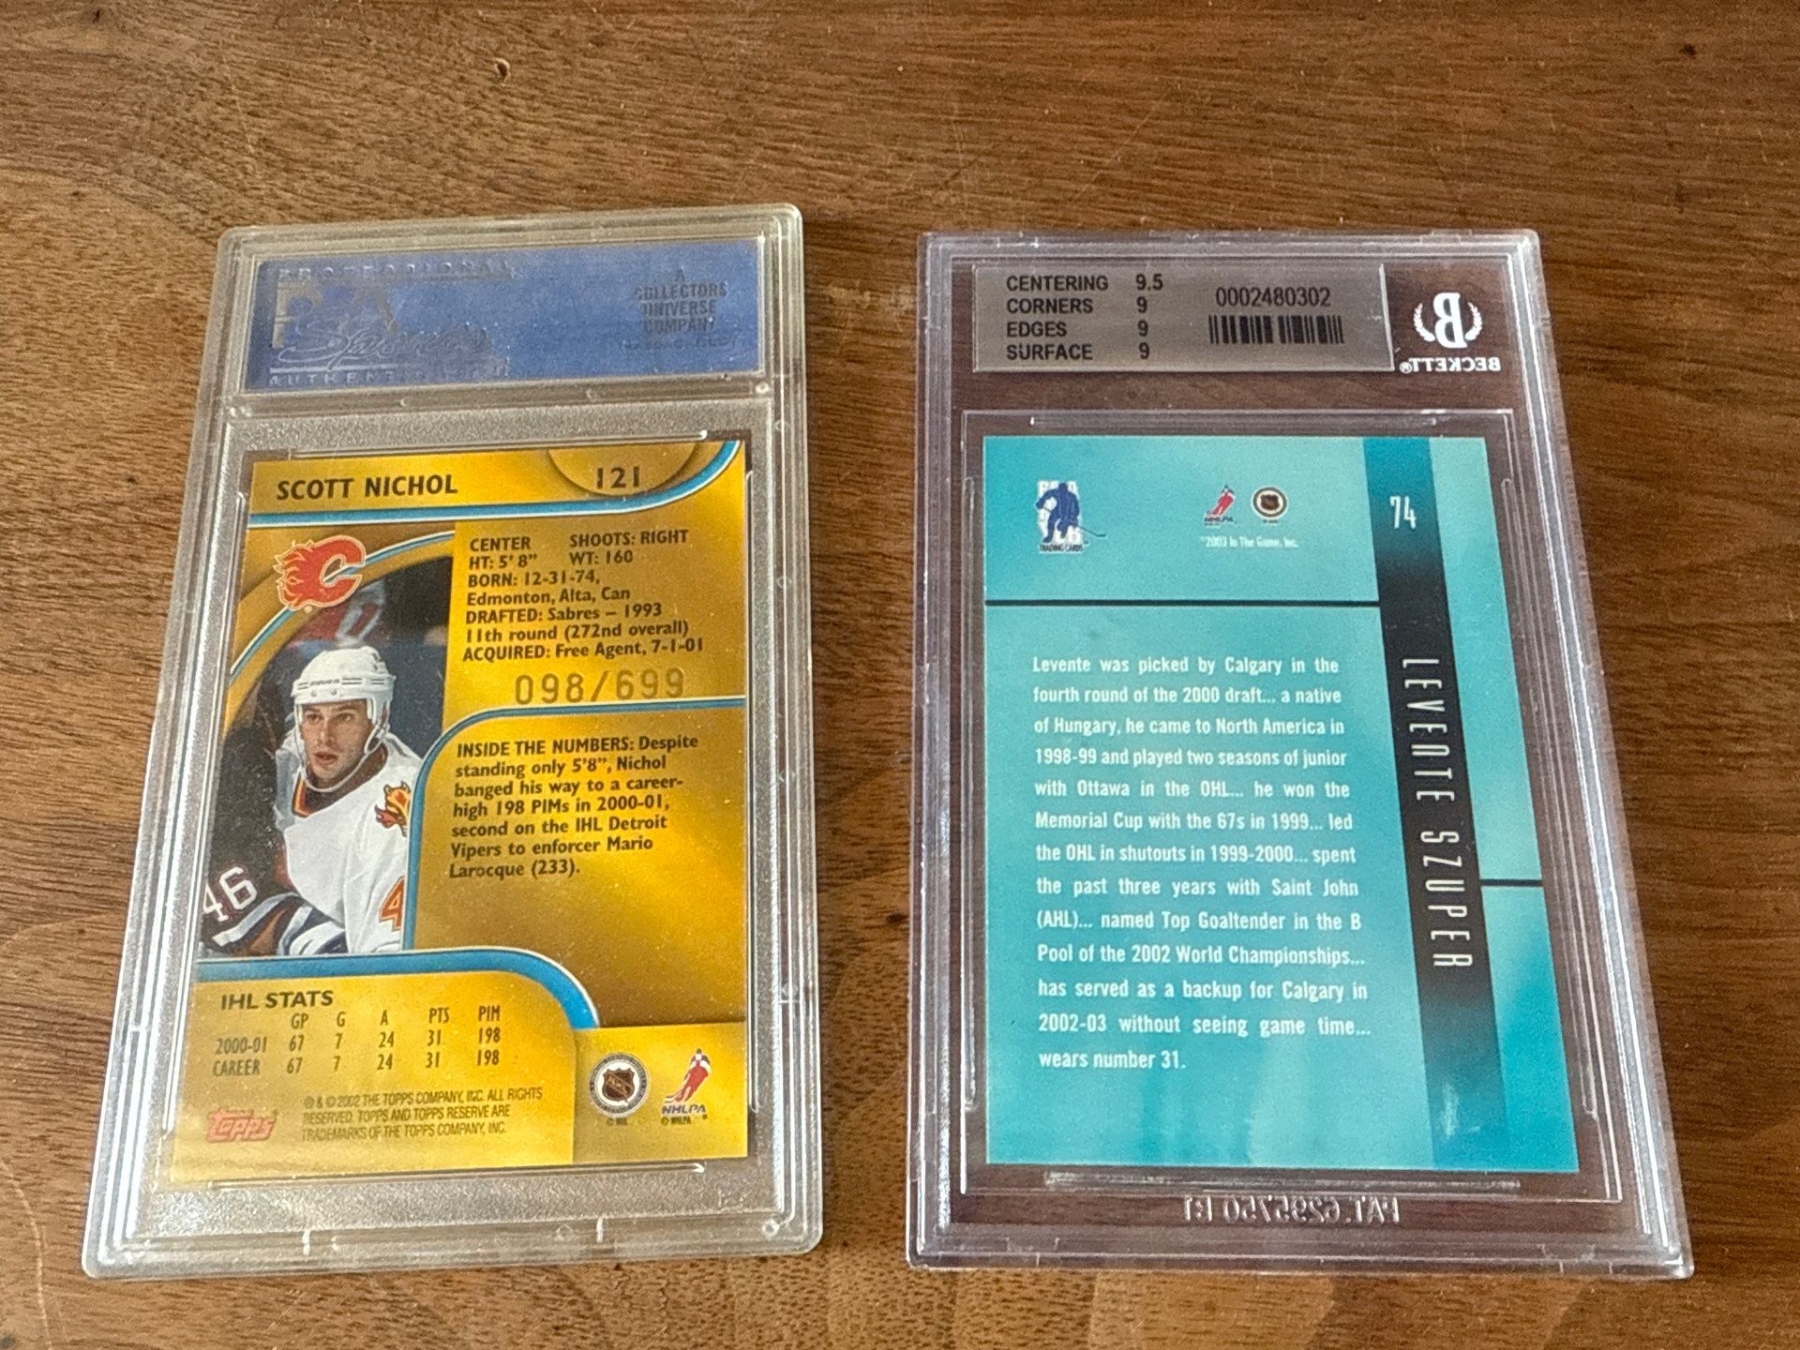 PROFESSIONAL
AUTHENTICATION
A
COLLECTORS
UNIVERSE
COMPANY
SCOTT NICHOL
121
CENTER SHOOTS: RIGHT
HT: 5' 8" WT: 160
BORN: 12-31-74,
Edmonton, Alta, Can
DRAFTED: Sabres – 1993
11th round (272nd overall)
ACQUIRED: Free Agent, 7-1-01
098/699
INSIDE THE NUMBERS: Despite
standing only 5'8", Nichol
banged his way to a career-
high 198 PIMs in 2000-01,
second on the IHL Detroit
Vipers to enforcer Mario
Larocque (233).
46
4
IHL STATS
GP G A PTS PIM
2000-01 67 7 24 31 198
CAREER 67 7 24 31 198
® & © 2002 THE TOPPS COMPANY, INC. ALL RIGHTS
RESERVED. TOPPS AND TOPPS RESERVE ARE
TRADEMARKS OF THE TOPPS COMPANY, INC.
Topps
NHLPA
CENTERING 9.5
CORNERS 9
EDGES 9
SURFACE 9
0002480302
B
BECKETT®
TRADING CARDS
NHLPA
©2003 In The Game, Inc.
74
LEVENTE SZUPER
Levente was picked by Calgary in the
fourth round of the 2000 draft... a native
of Hungary, he came to North America in
1998-99 and played two seasons of junior
with Ottawa in the OHL... he won the
Memorial Cup with the 67s in 1999... led
the OHL in shutouts in 1999-2000... spent
the past three years with Saint John
(AHL)... named Top Goaltender in the B
Pool of the 2002 World Championships...
has served as a backup for Calgary in
2002-03 without seeing game time...
wears number 31.
PAT. 6295750 B1